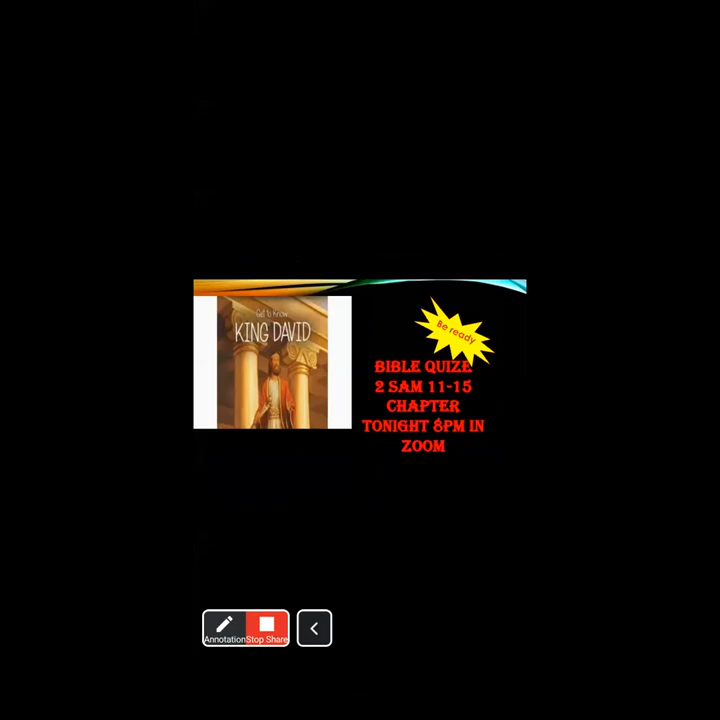 Get to Know
KING DAVID
Be ready
BIBLE QUIZE
2 SAM 11-15
CHAPTER
TONIGHT 8PM IN
ZOOM
Annotation
Stop Share